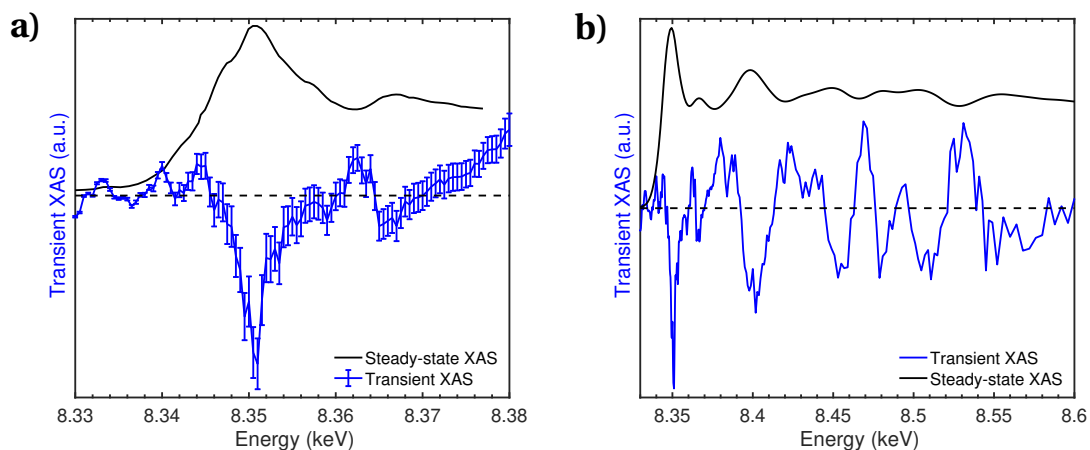 a)
Transient XAS (a.u.)
Steady-state XAS
Transient XAS
8.33 8.34 8.35 8.36 8.37 8.38
Energy (keV)
b)
Transient XAS (a.u.)
Transient XAS
Steady-state XAS
8.35 8.4 8.45 8.5 8.55 8.6
Energy (keV)